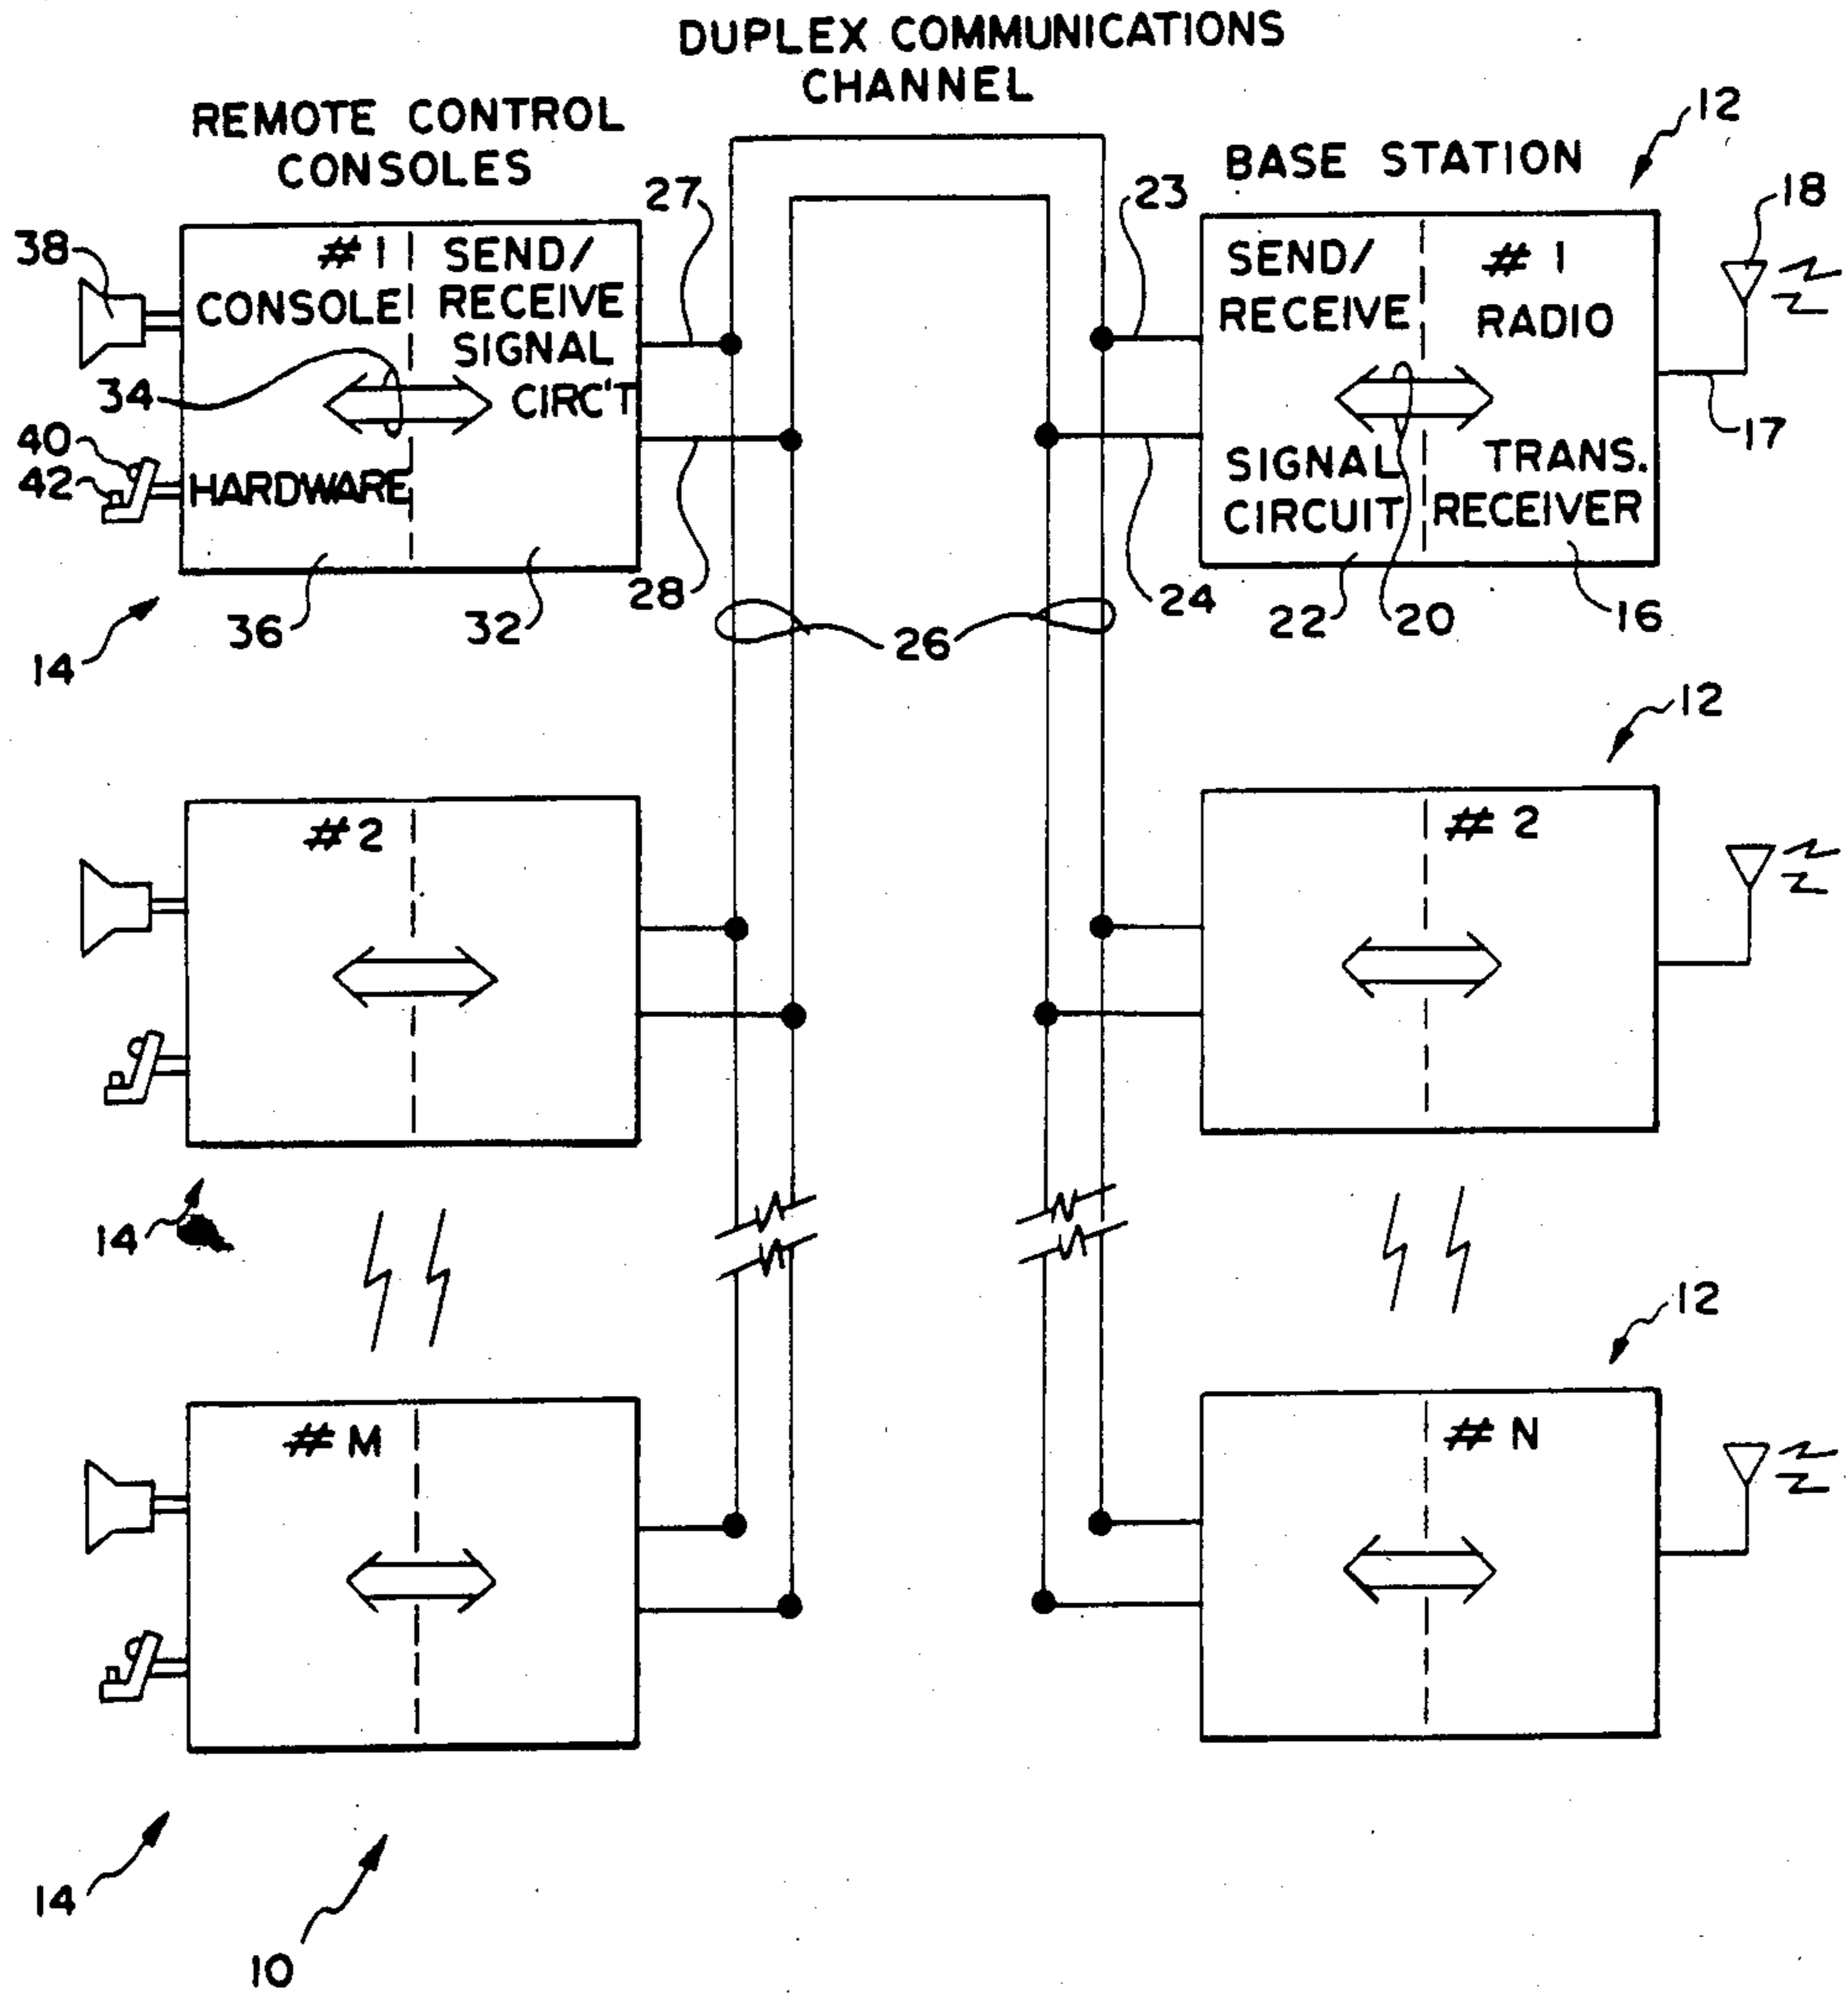 DUPLEX COMMUNICATIONS
CHANNEL
REMOTE CONTROL
CONSOLES
BASE STATION
12
27
23
18
38
#1
CONSOLE
HARDWARE
SEND/
RECEIVE
SIGNAL
CIRC'T
SEND/
RECEIVE
SIGNAL
CIRCUIT
#1
RADIO
TRANS.
RECEIVER
34
40
42
17
28
24
36
32
26
22
20
16
14
12
#2
#2
14
12
#M
#N
14
10